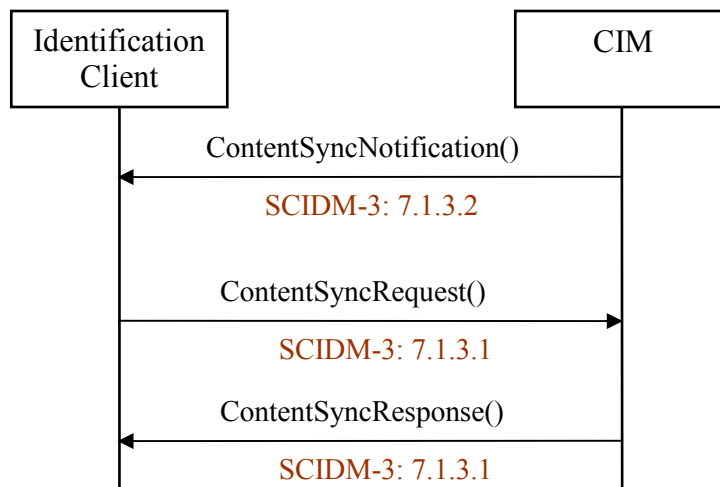 Identification
Client
CIM
ContentSyncNotification()
SCIDM-3: 7.1.3.2
ContentSyncRequest()
SCIDM-3: 7.1.3.1
ContentSyncResponse()
SCIDM-3: 7.1.3.1